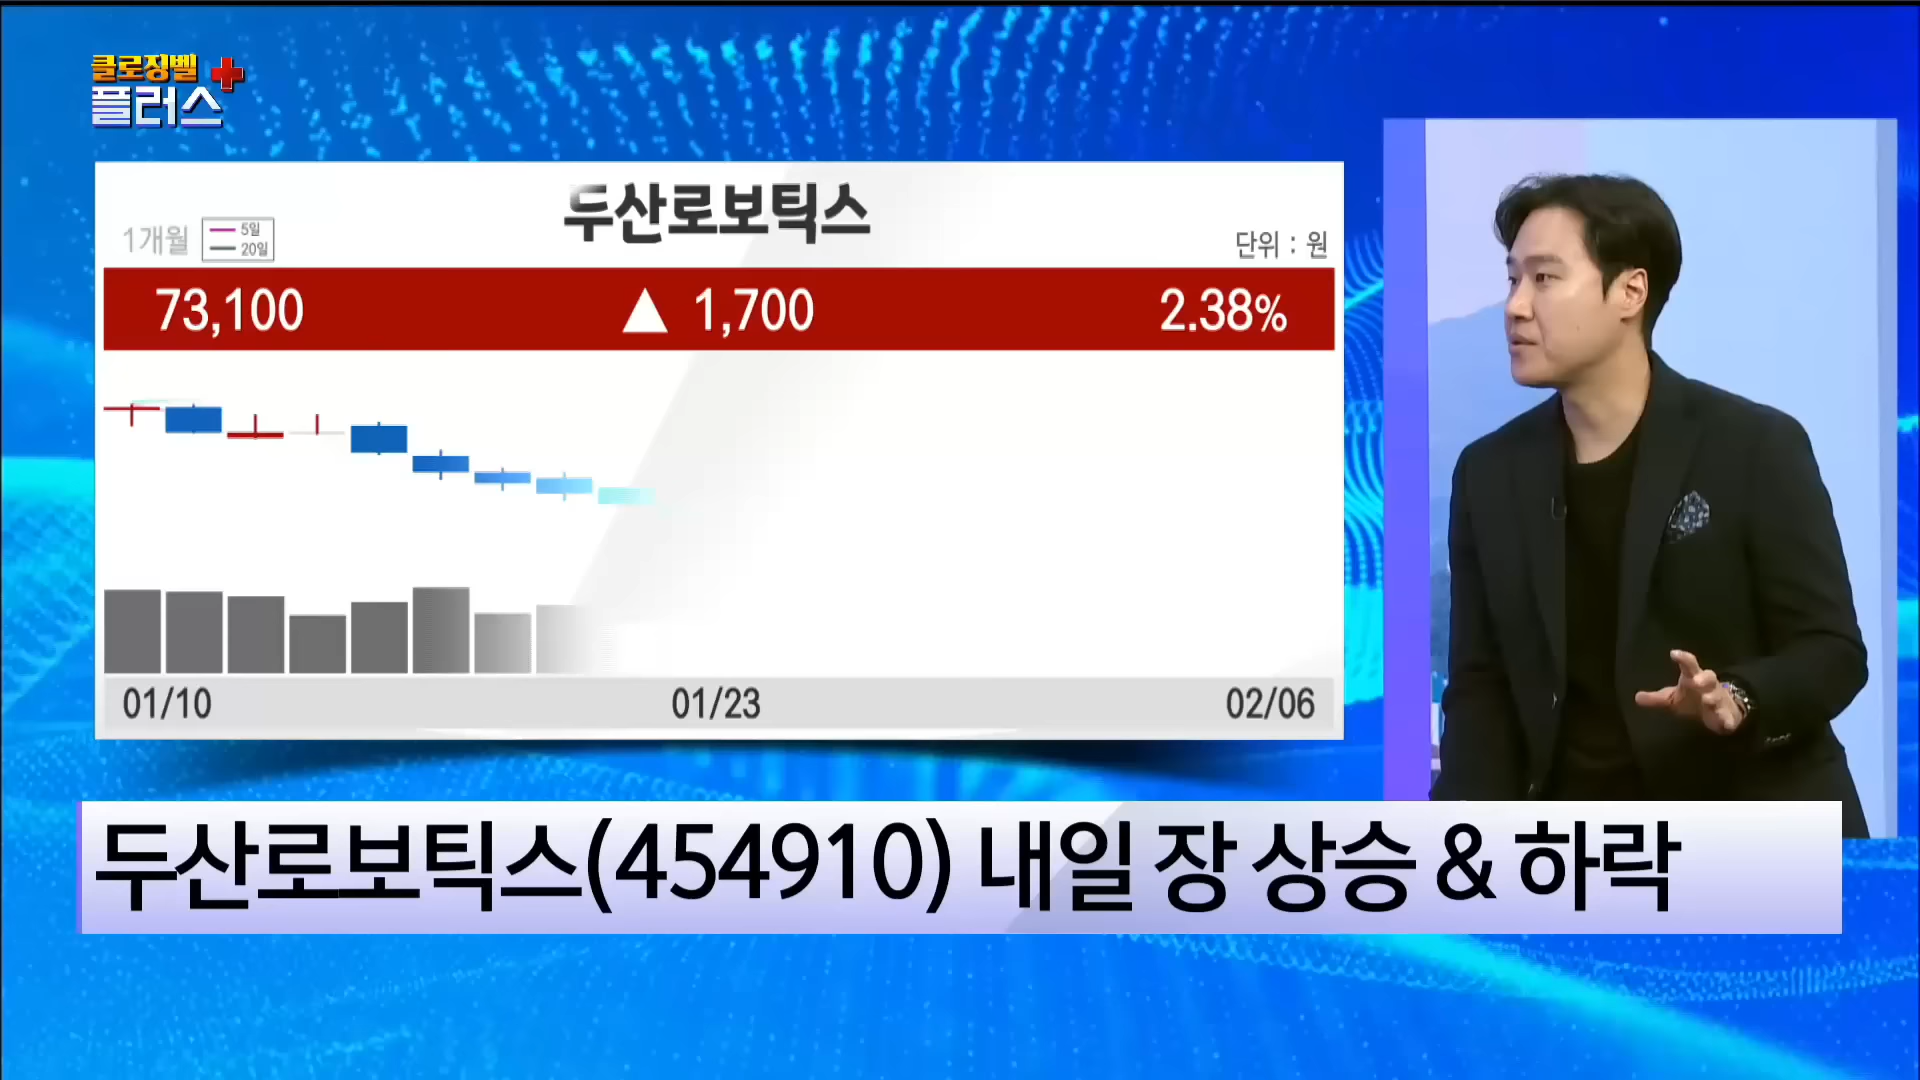 클로징벨
플러스
두산로보틱스
1개월
5일
20일
단위 : 원
73,100 ▲ 1,700 2.38%
01/10 01/23 02/06
두산로보틱스(454910) 내일 장 상승 & 하락